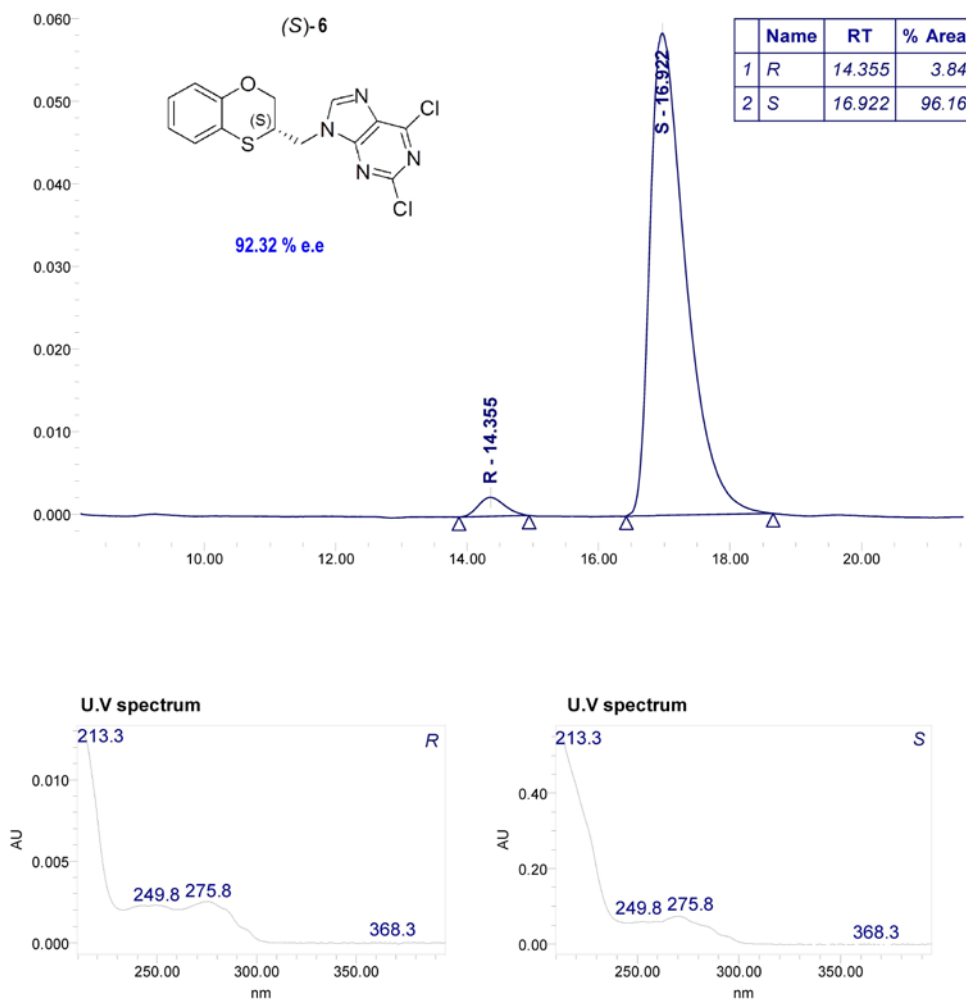 (S)-6
0.060
0.050
0.040
0.030
0.020
0.010
0.000
O
(S)
S
N
N
N
N
Cl
Cl
92.32 % e.e
R - 14.355
S - 16.922
Name RT % Area
1 R 14.355 3.84
2 S 16.922 96.16
10.00 12.00 14.00 16.00 18.00 20.00
U.V spectrum
213.3 R
0.010
0.005
0.000
AU
249.8 275.8 368.3
250.00 300.00 350.00
nm
U.V spectrum
213.3 S
0.40
0.20
0.00
AU
249.8 275.8 368.3
250.00 300.00 350.00
nm